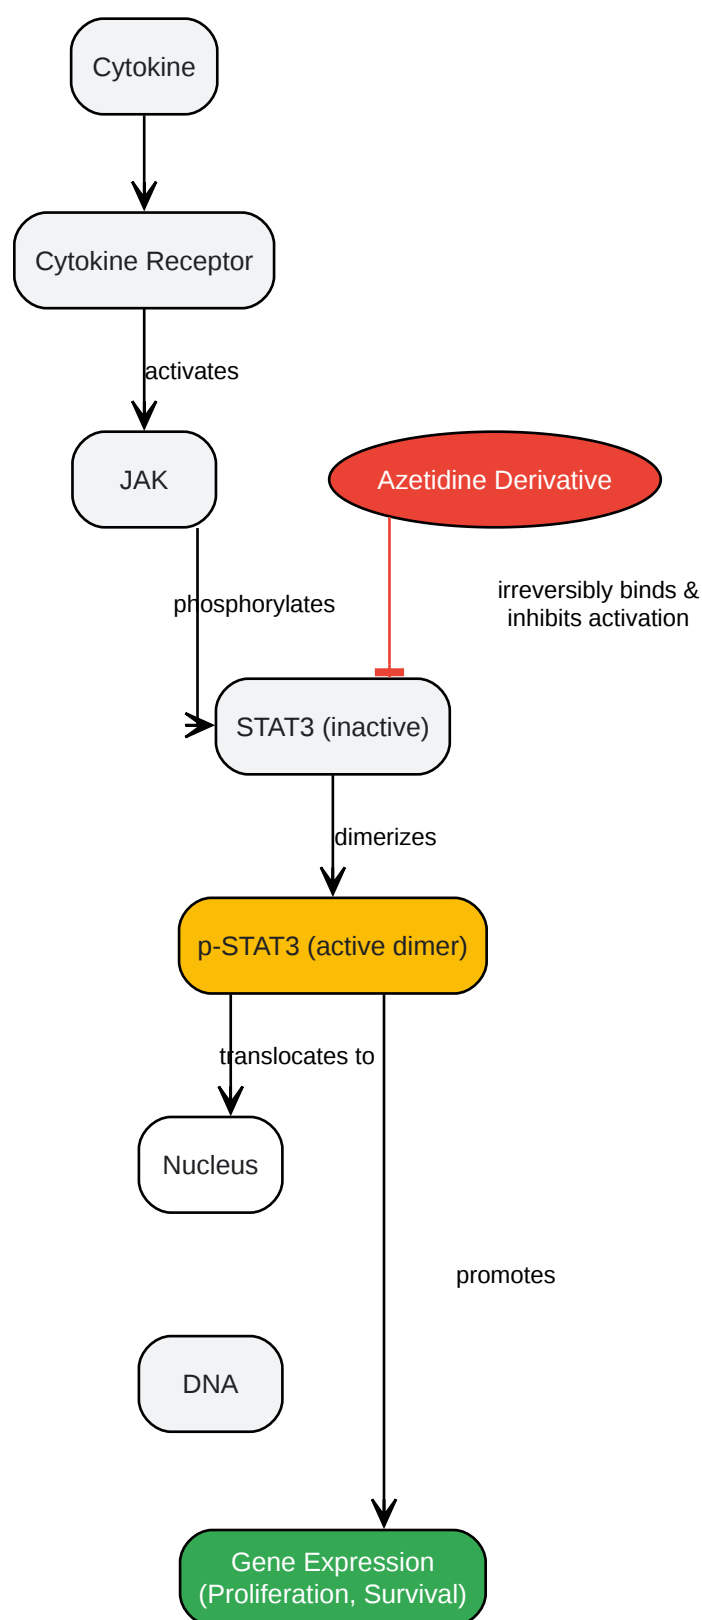 Cytokine
Cytokine Receptor
activates
JAK
Azetidine Derivative
phosphorylates
irreversibly binds &
inhibits activation
STAT3 (inactive)
dimerizes
p-STAT3 (active dimer)
translocates to
Nucleus
promotes
DNA
Gene Expression
(Proliferation, Survival)